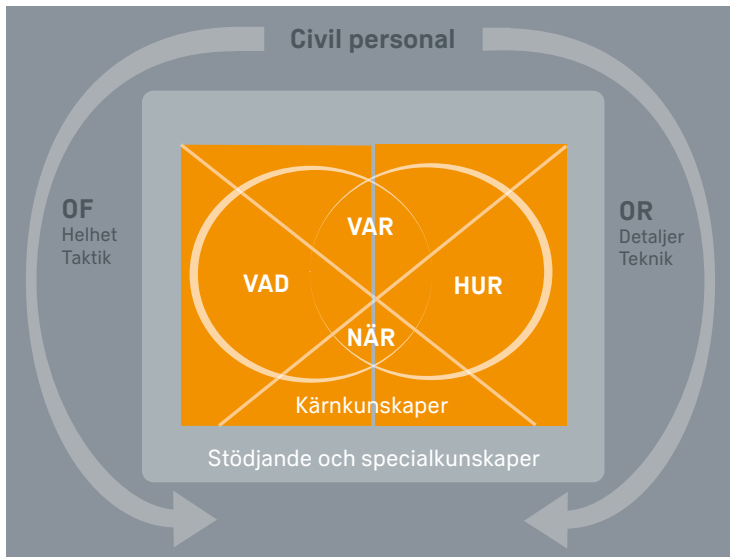 Civil personal
OF
Helhet
Taktik
OR
Detaljer
Teknik
VAR
VAD
HUR
NÄR
Kärnkunskaper
Stödjande och specialkunskaper